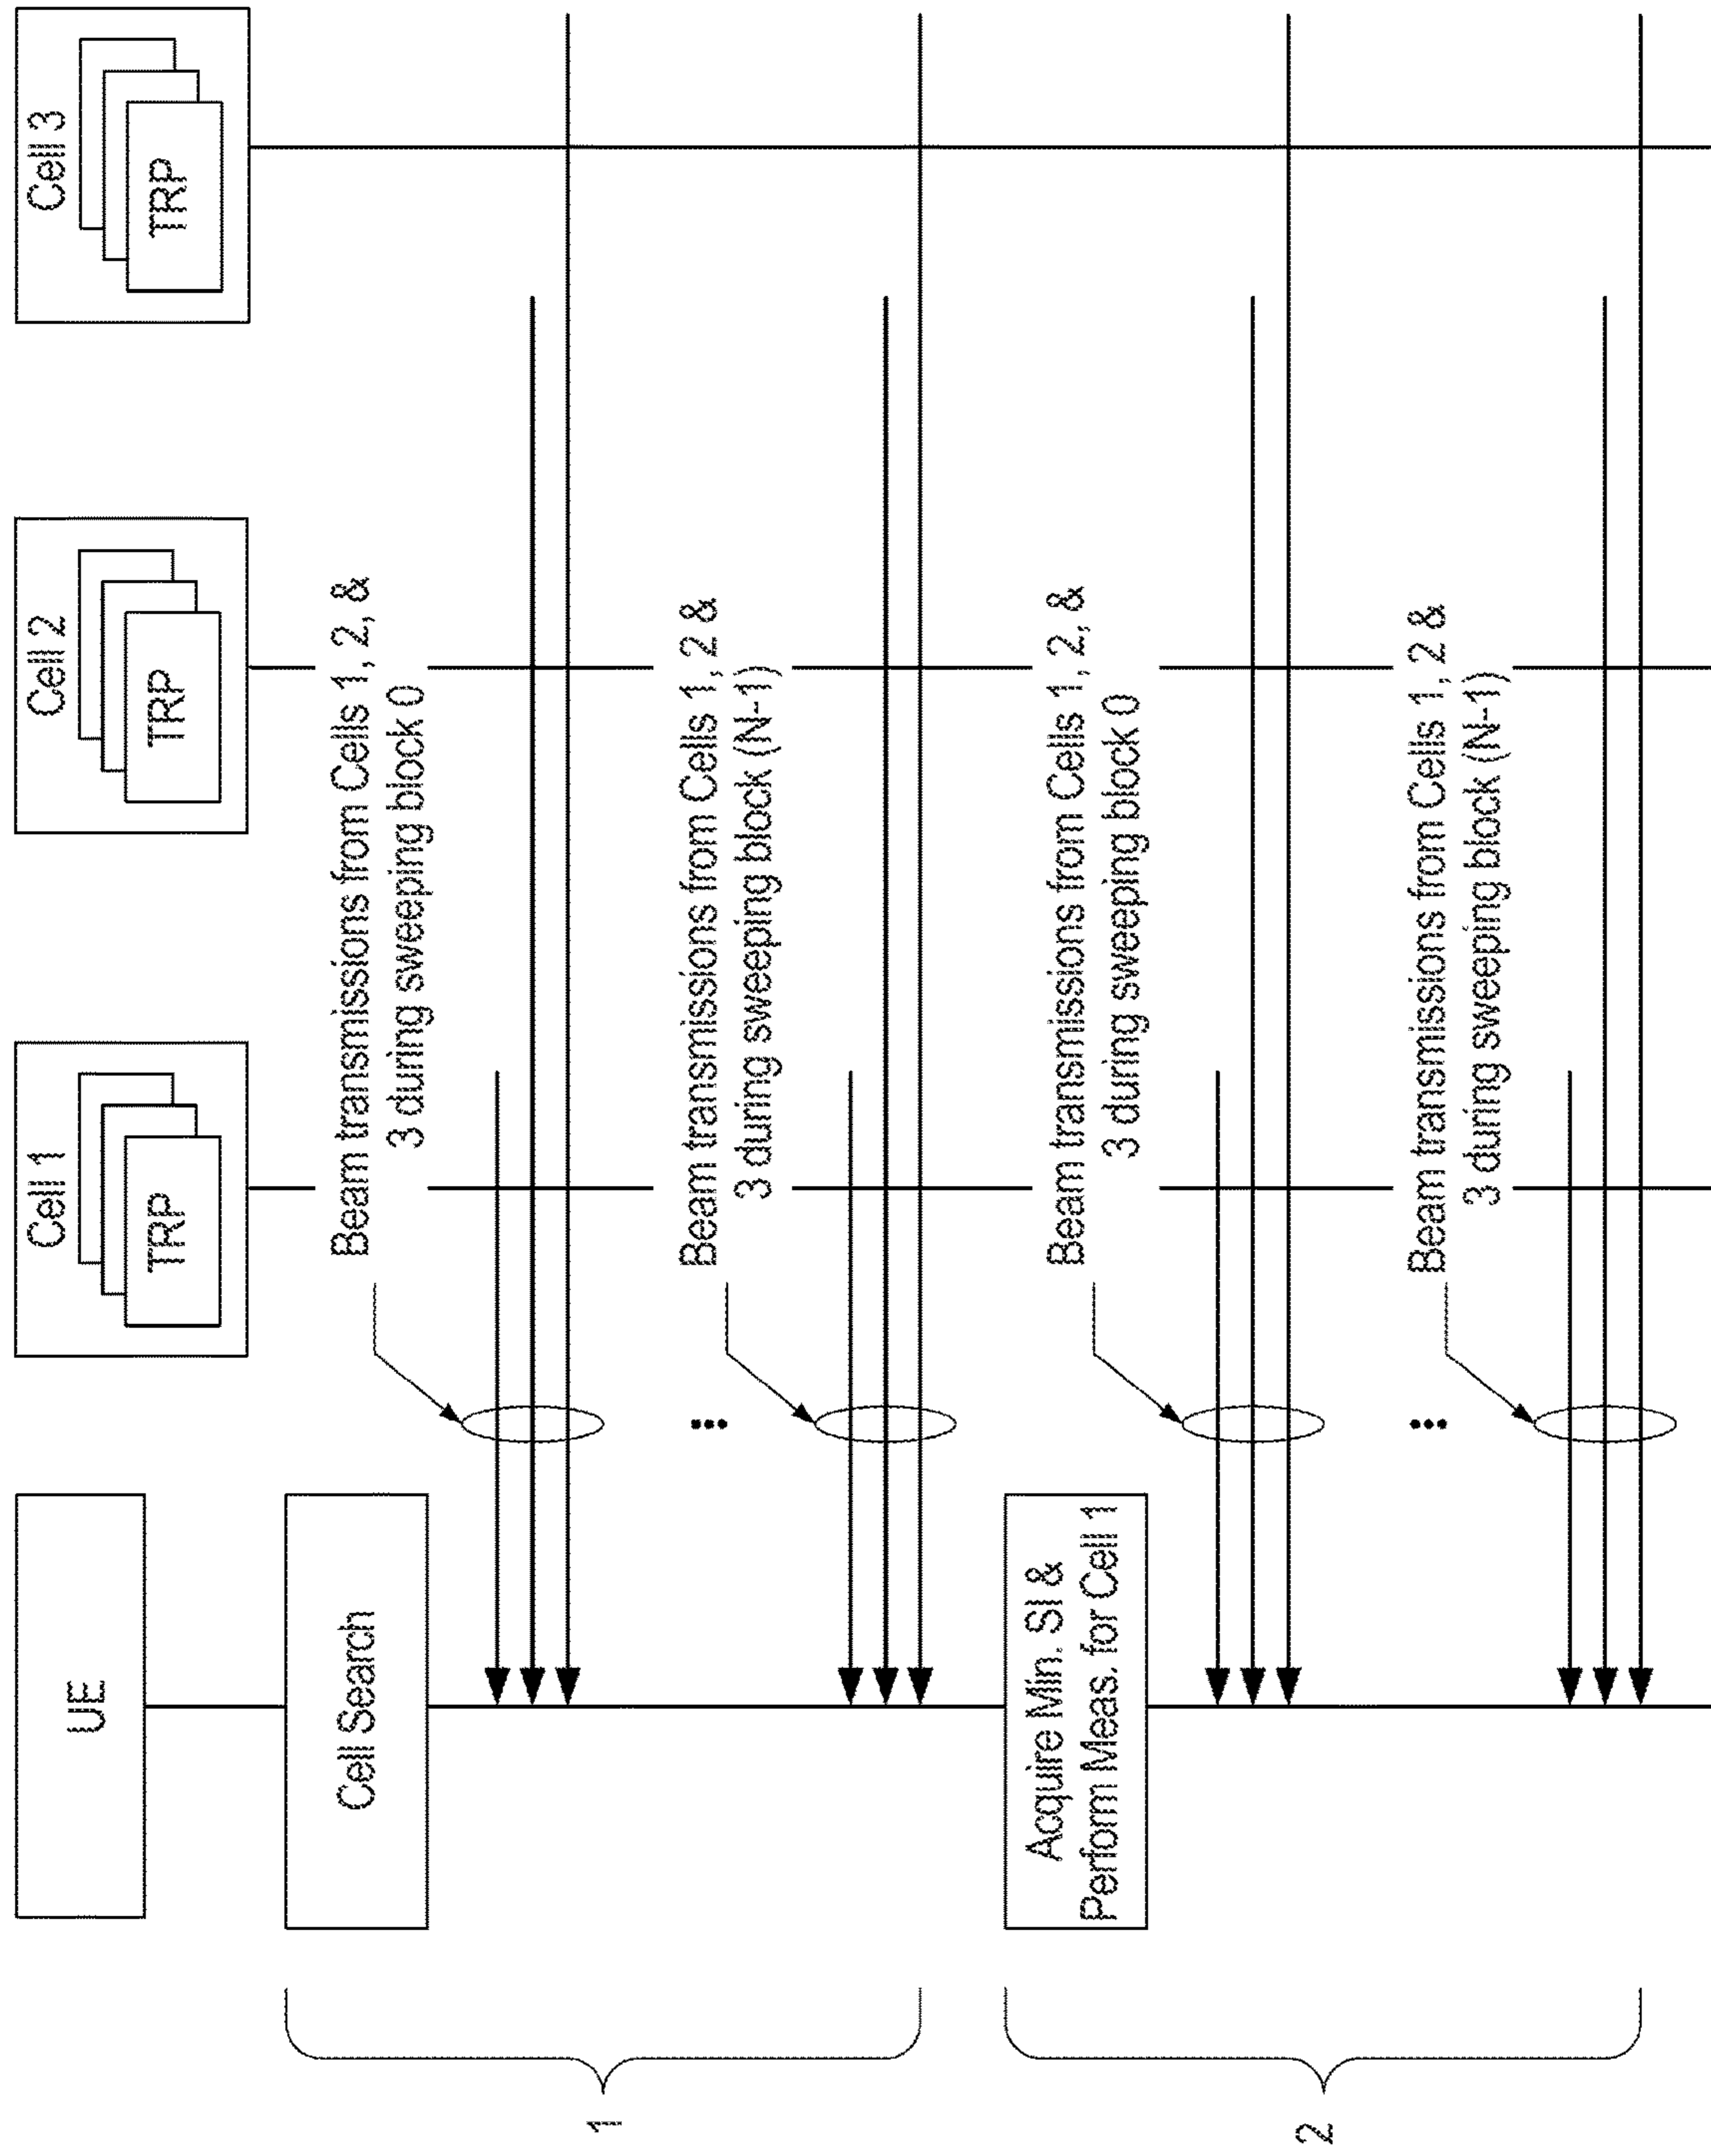 UE
Cell 1
TRP
Cell 2
TRP
Cell 3
TRP
1
Cell Search
Beam transmissions from Cells 1, 2, &
3 during sweeping block 0
Beam transmissions from Cells 1, 2 &
3 during sweeping block (N-1)
2
Acquire Min. SI &
Perform Meas. for Cell 1
Beam transmissions from Cells 1, 2, &
3 during sweeping block 0
Beam transmissions from Cells 1, 2 &
3 during sweeping block (N-1)